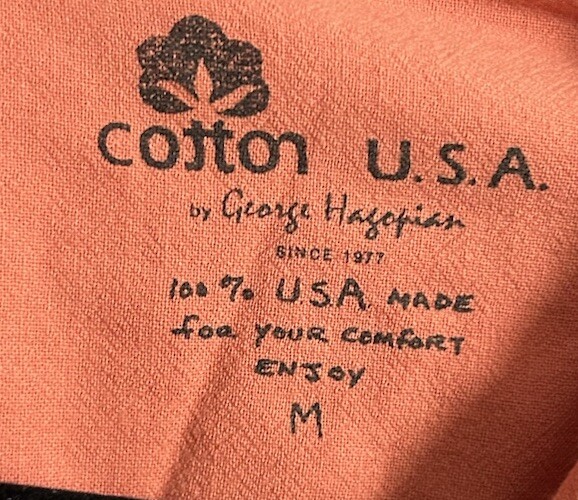 cotton U.S.A.
by George Hagopian
SINCE 1977
100% U.S.A. MADE
for YOUR COMFORT
ENJOY
M